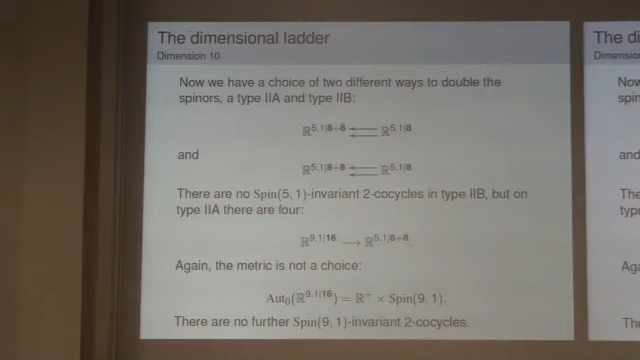 The dimensional ladder
Dimension 10
Now we have a choice of two different ways to double the
spinors, a type IIA and type IIB:
ℝ^{5,1|8+8̄} ⇇ ℝ^{5,1|8}
and
ℝ^{5,1|8+8} ⇇ ℝ^{5,1|8}
There are no Spin(5, 1)-invariant 2-cocycles in type IIB, but on
type IIA there are four:
ℝ^{9,1|16} ⟶ ℝ^{5,1|8+8}.
Again, the metric is not a choice:
Aut₀(ℝ^{9,1|16}) = ℝ⁺ × Spin(9, 1).
There are no further Spin(9, 1)-invariant 2-cocycles.
The di
Dimension
Now
spin
and
The
type
Aga
The